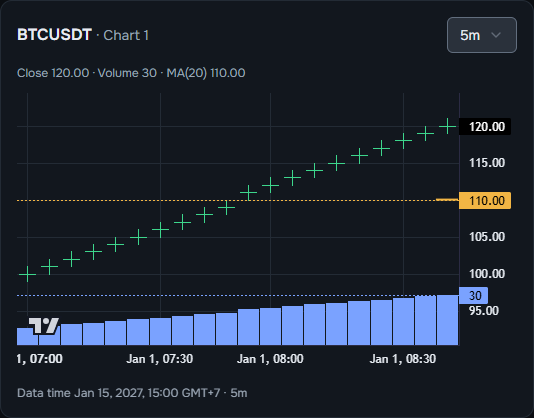 BTCUSDT · Chart 1
5m
Close 120.00 · Volume 30 · MA(20) 110.00
120.00
115.00
110.00
105.00
100.00
30
95.00
1, 07:00 Jan 1, 07:30 Jan 1, 08:00 Jan 1, 08:30
Data time Jan 15, 2027, 15:00 GMT+7 · 5m